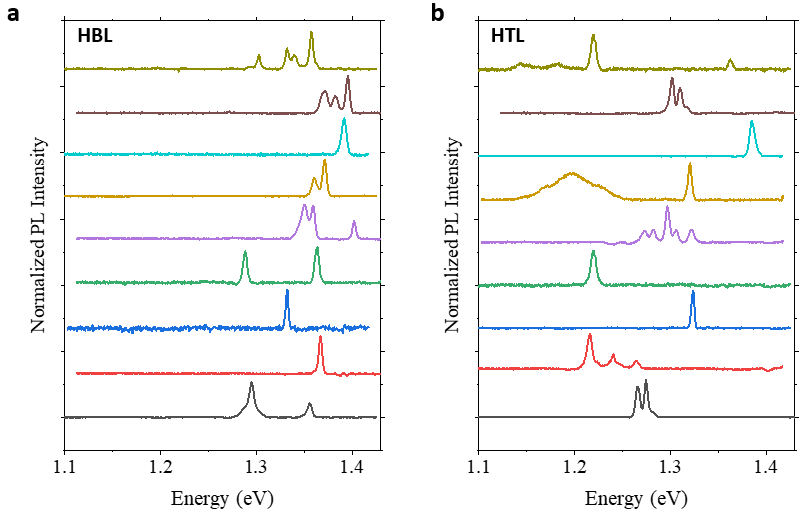 a
HBL
Normalized PL Intensity
1.1 1.2 1.3 1.4
Energy (eV)
b
HTL
Normalized PL Intensity
1.1 1.2 1.3 1.4
Energy (eV)